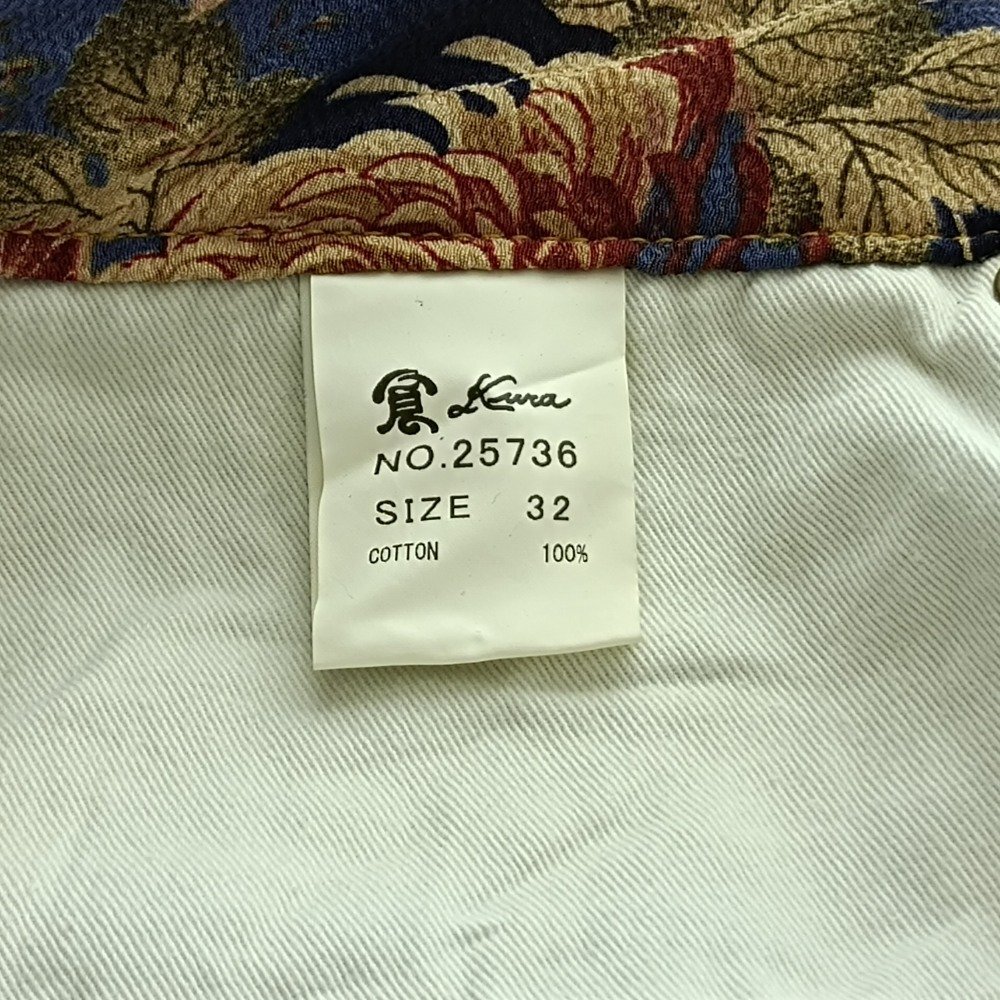 倉 Kura
NO.25736
SIZE 32
COTTON 100%